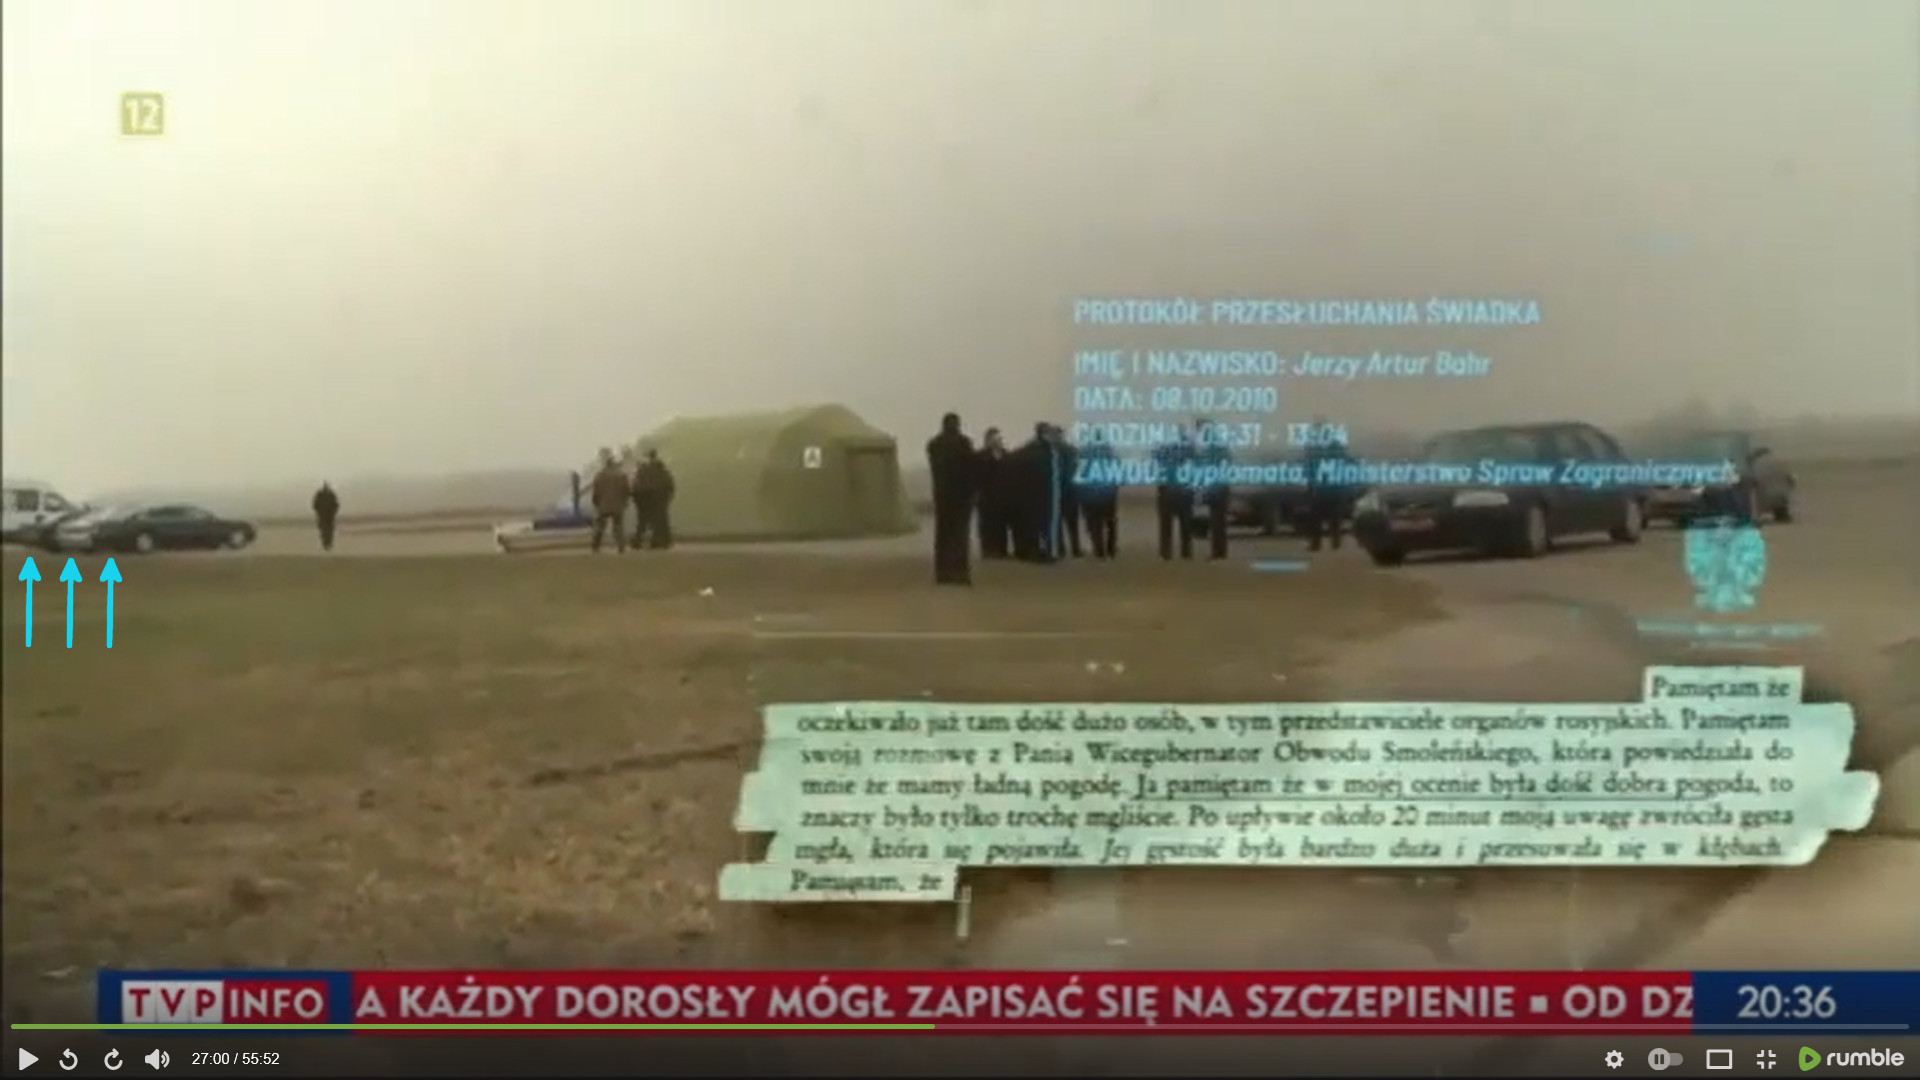 12
PROTOKÓŁ PRZESŁUCHANIA ŚWIADKA
IMIĘ I NAZWISKO: Jerzy Artur Bahr
DATA: 08.10.2010
GODZINA: 09:31 - 13:04
ZAWÓD: dyplomata, Ministerstwo Spraw Zagranicznych
Pamiętam że
oczekiwało już tam dość dużo osób, w tym przedstawiciele organów rosyjskich. Pamiętam
swoją rozmowę z Panią Wicegubernator Obwodu Smoleńskiego, która powiedziała do
mnie że mamy ładną pogodę. Ja pamiętam że w mojej ocenie była dość dobra pogoda, to
znaczy było tylko trochę mgliście. Po upływie około 20 minut moją uwagę zwróciła gęsta
mgła, która się pojawiła. Jej gęstość była bardzo duża i przesuwała się w kłębach.
Pamiętam, że
TVP INFO
A KAŻDY DOROSŁY MÓGŁ ZAPISAĆ SIĘ NA SZCZEPIENIE ▪ OD DZ
20:36
27:00 / 55:52
rumble